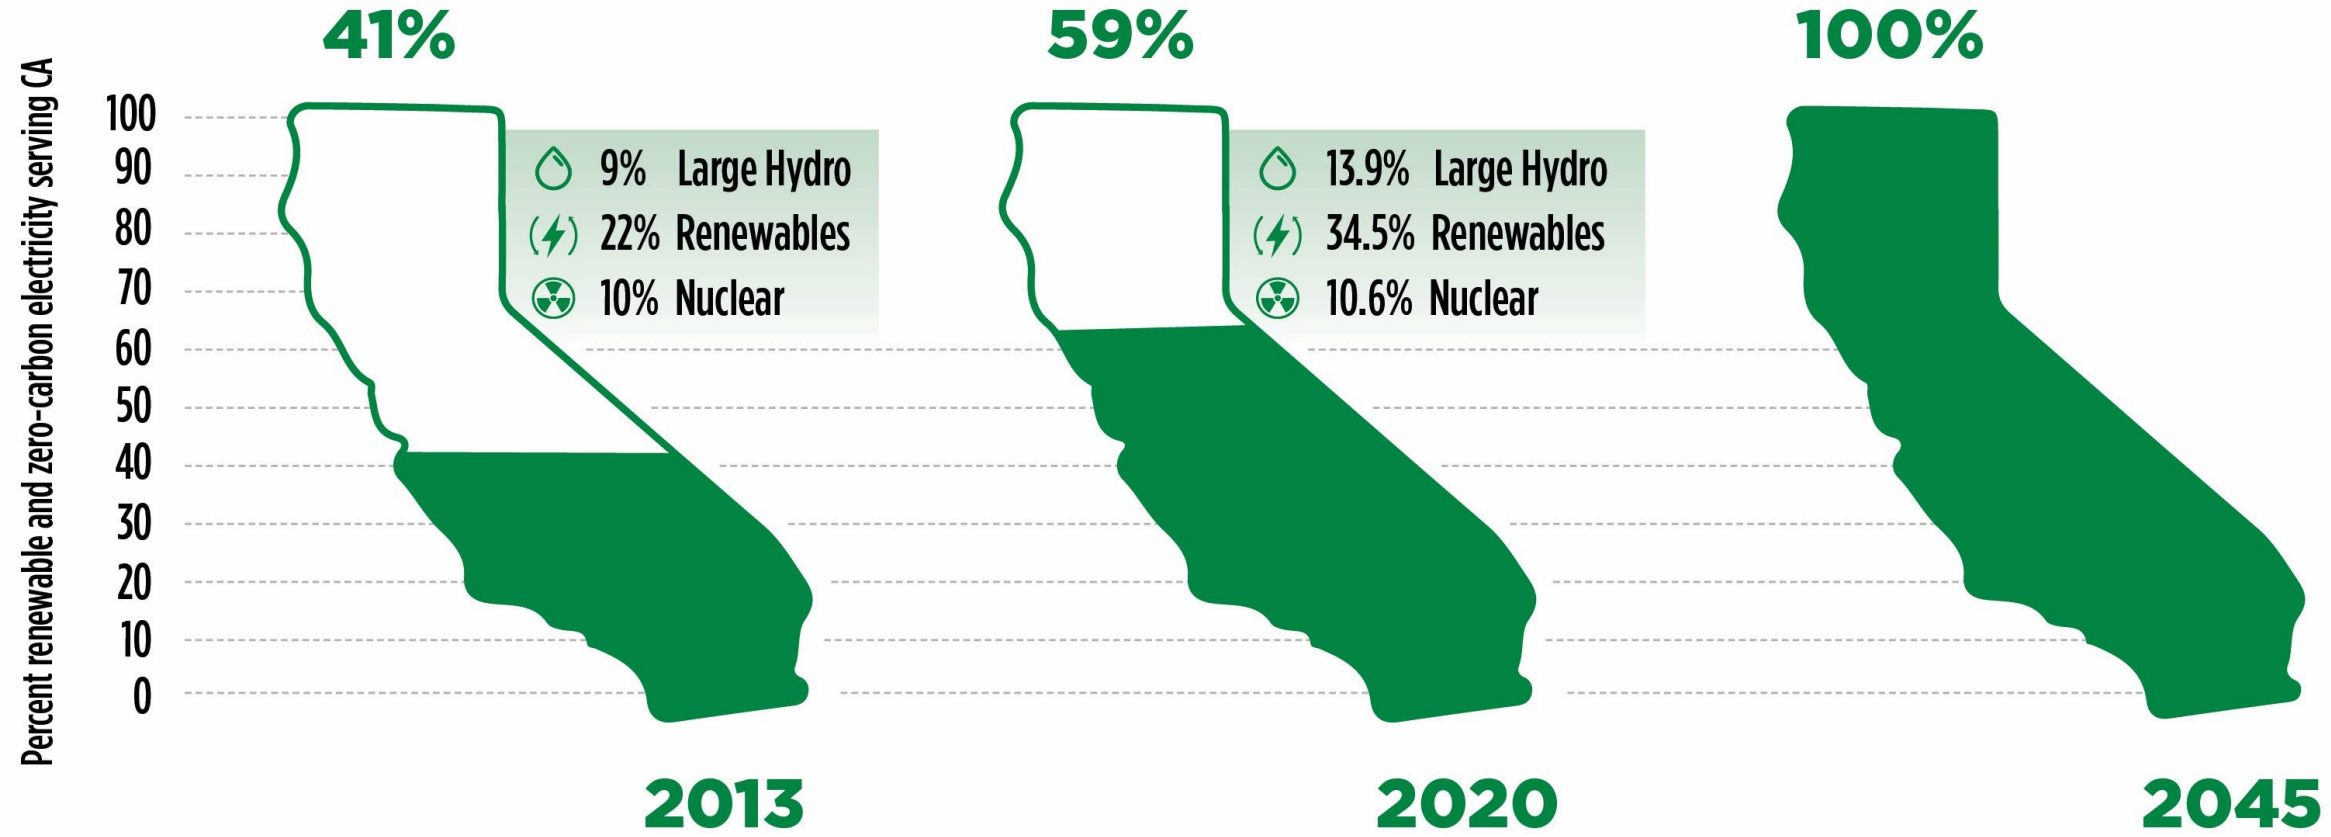 41%
59%
100%
Percent renewable and zero-carbon electricity serving CA
100
90
80
70
60
50
40
30
20
10
0
9% Large Hydro
22% Renewables
10% Nuclear
13.9% Large Hydro
34.5% Renewables
10.6% Nuclear
2013
2020
2045